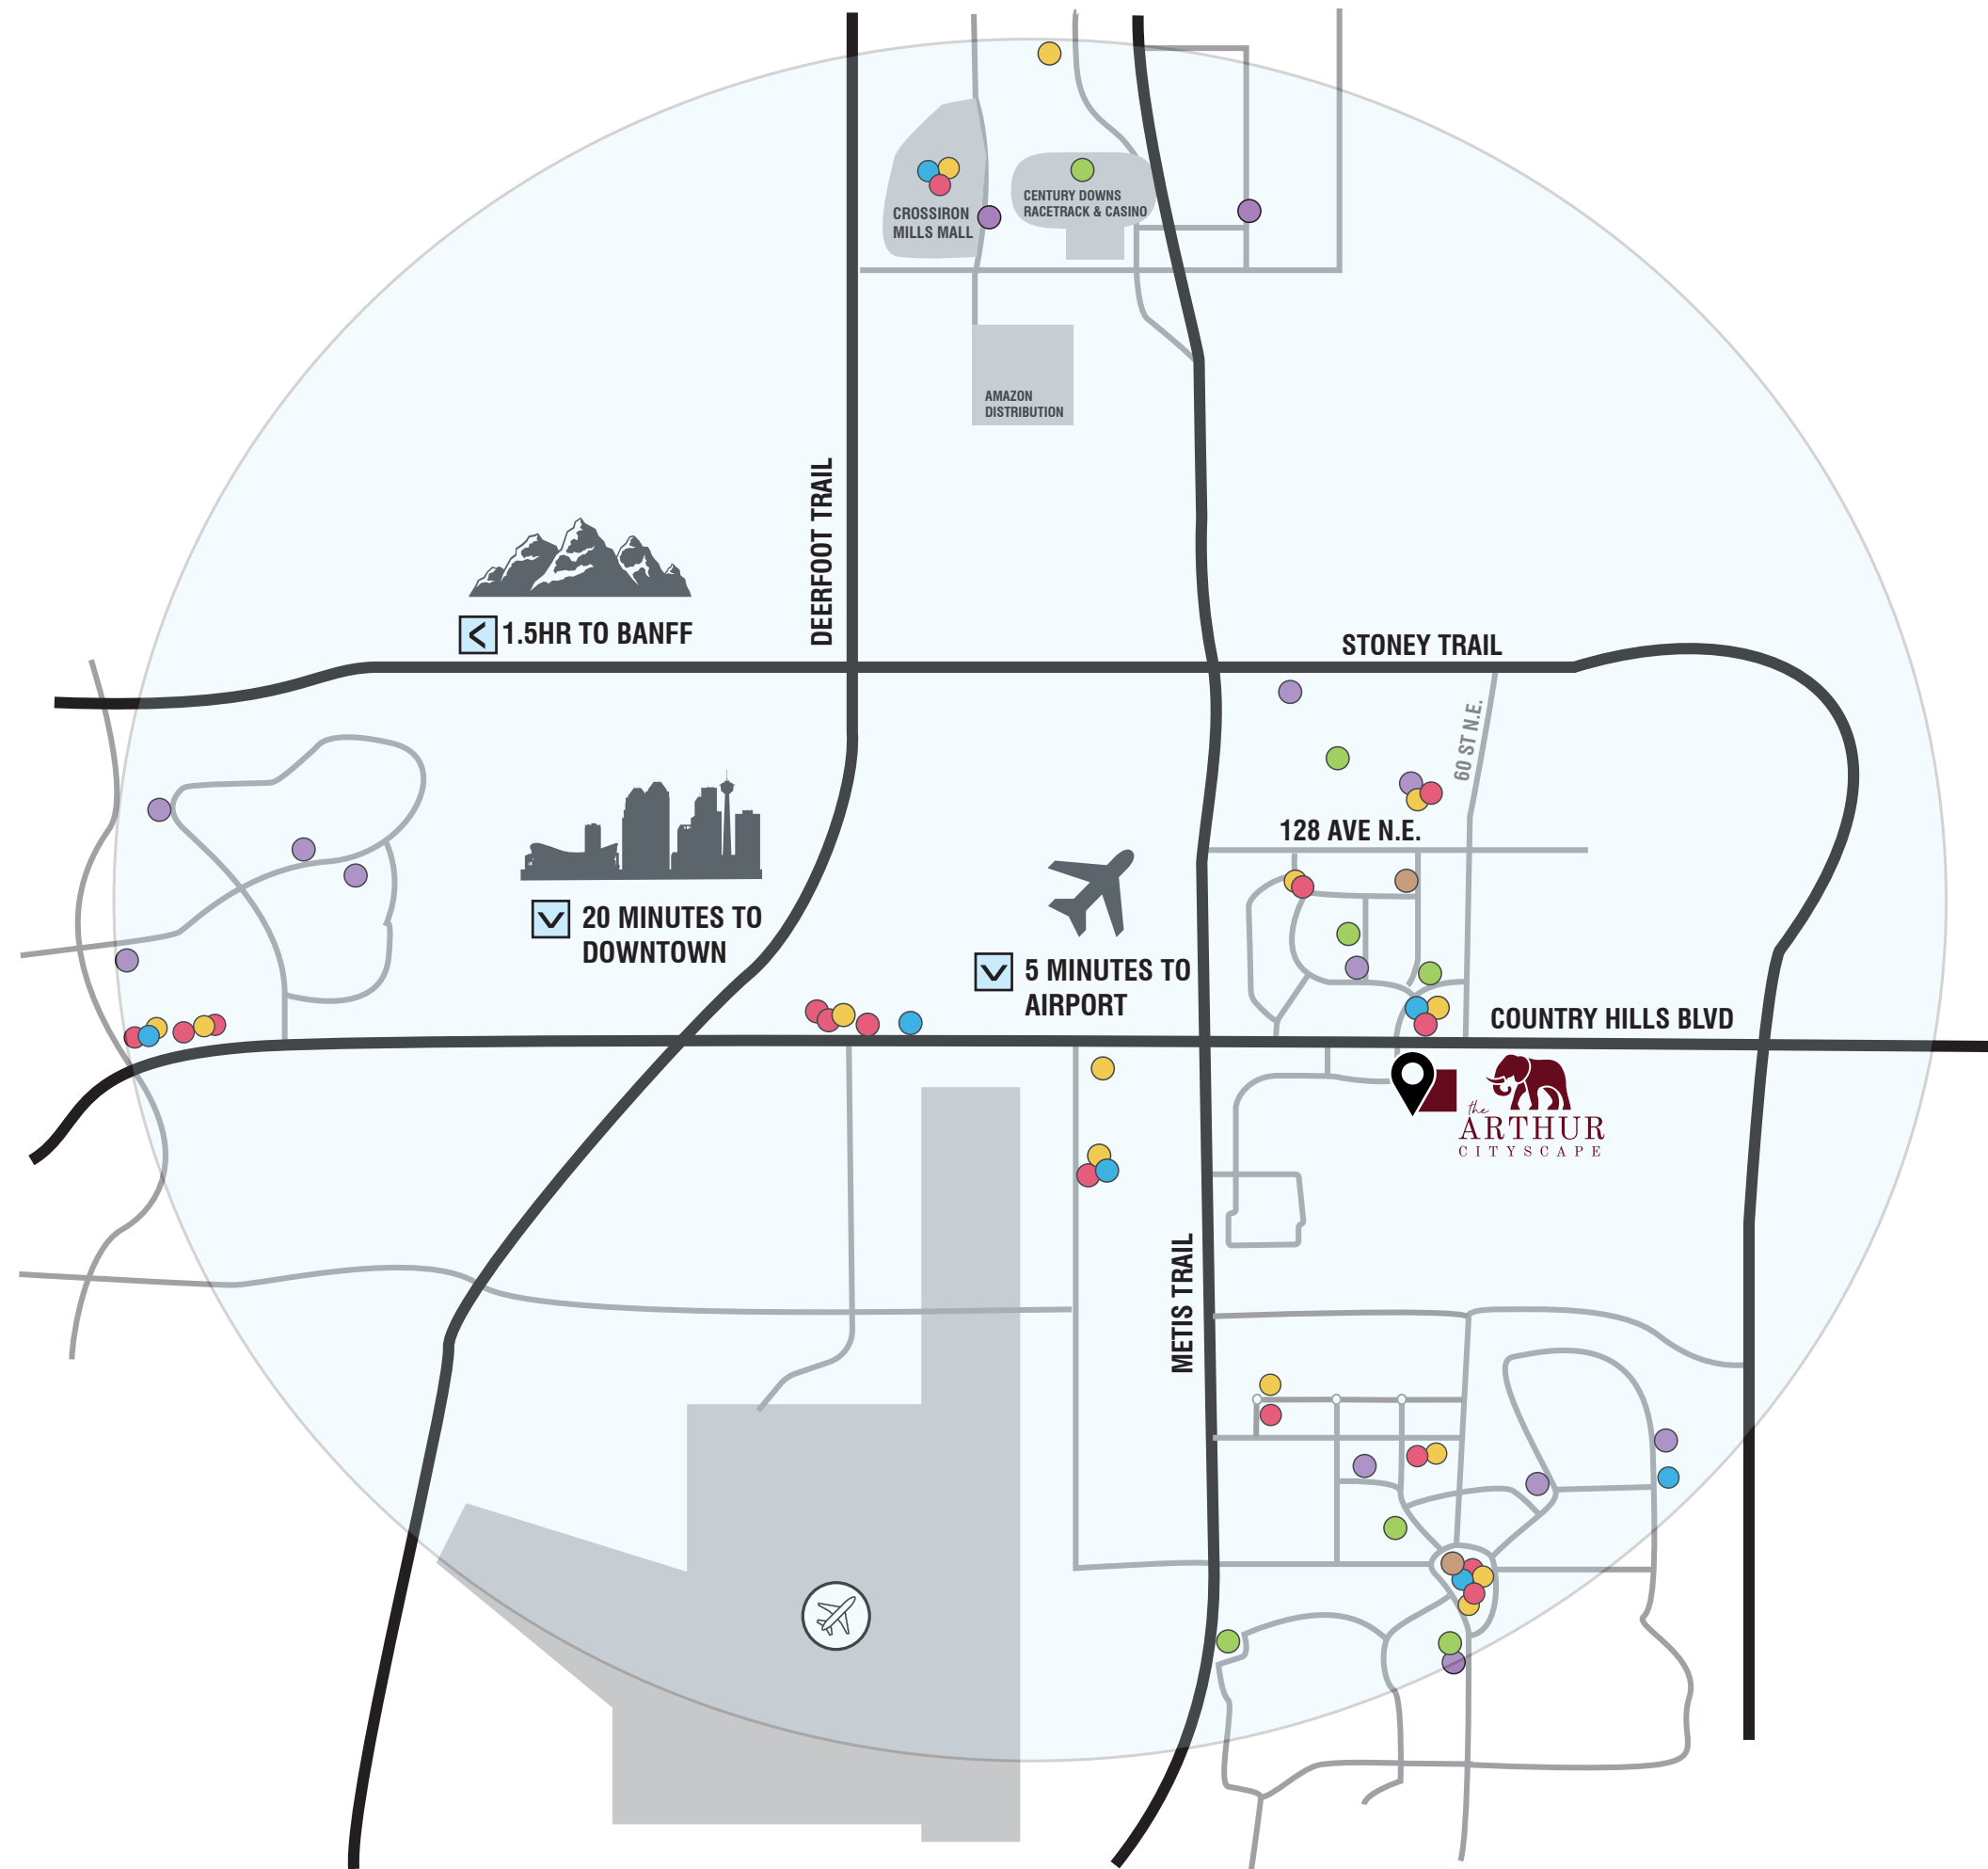 CROSSIRON
MILLS MALL
CENTURY DOWNS
RACETRACK & CASINO
AMAZON
DISTRIBUTION
DEERFOOT TRAIL
1.5HR TO BANFF
STONEY TRAIL
60 ST N.E.
128 AVE N.E.
20 MINUTES TO
DOWNTOWN
5 MINUTES TO
AIRPORT
COUNTRY HILLS BLVD
the
ARTHUR
CITYSCAPE
METIS TRAIL